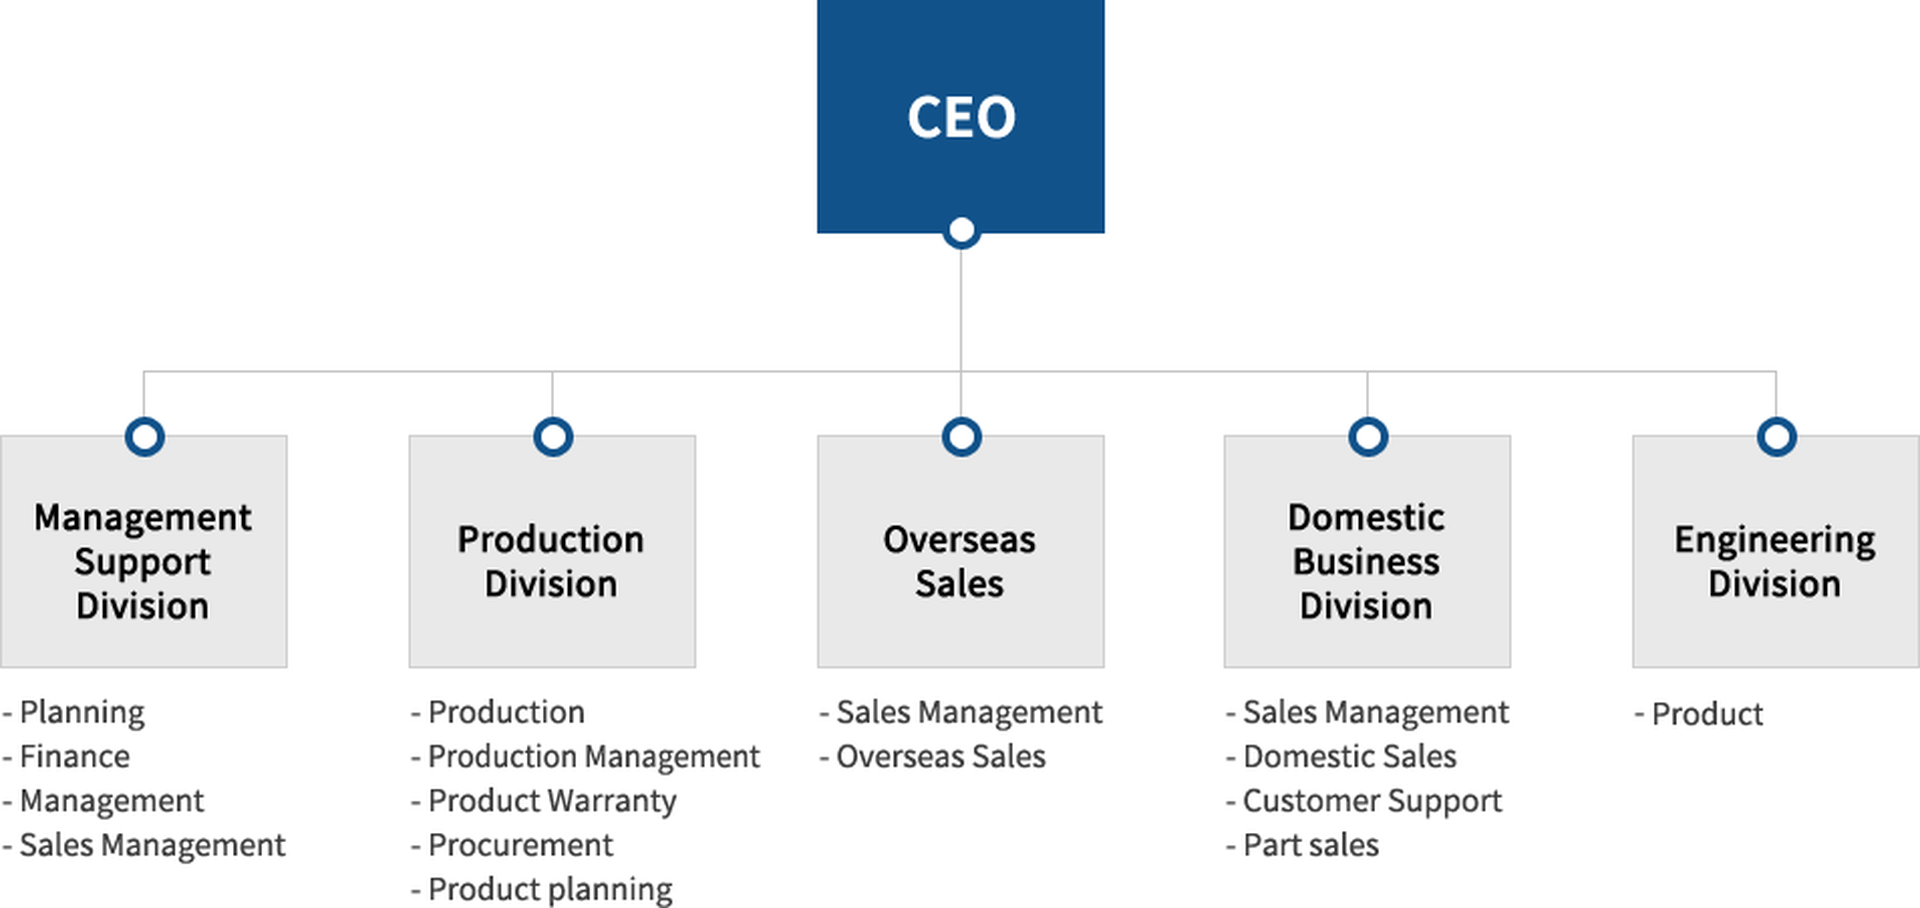 CEO
Management
Support
Division
- Planning
- Finance
- Management
- Sales Management
Production
Division
- Production
- Production Management
- Product Warranty
- Procurement
- Product planning
Overseas
Sales
- Sales Management
- Overseas Sales
Domestic
Business
Division
- Sales Management
- Domestic Sales
- Customer Support
- Part sales
Engineering
Division
- Product